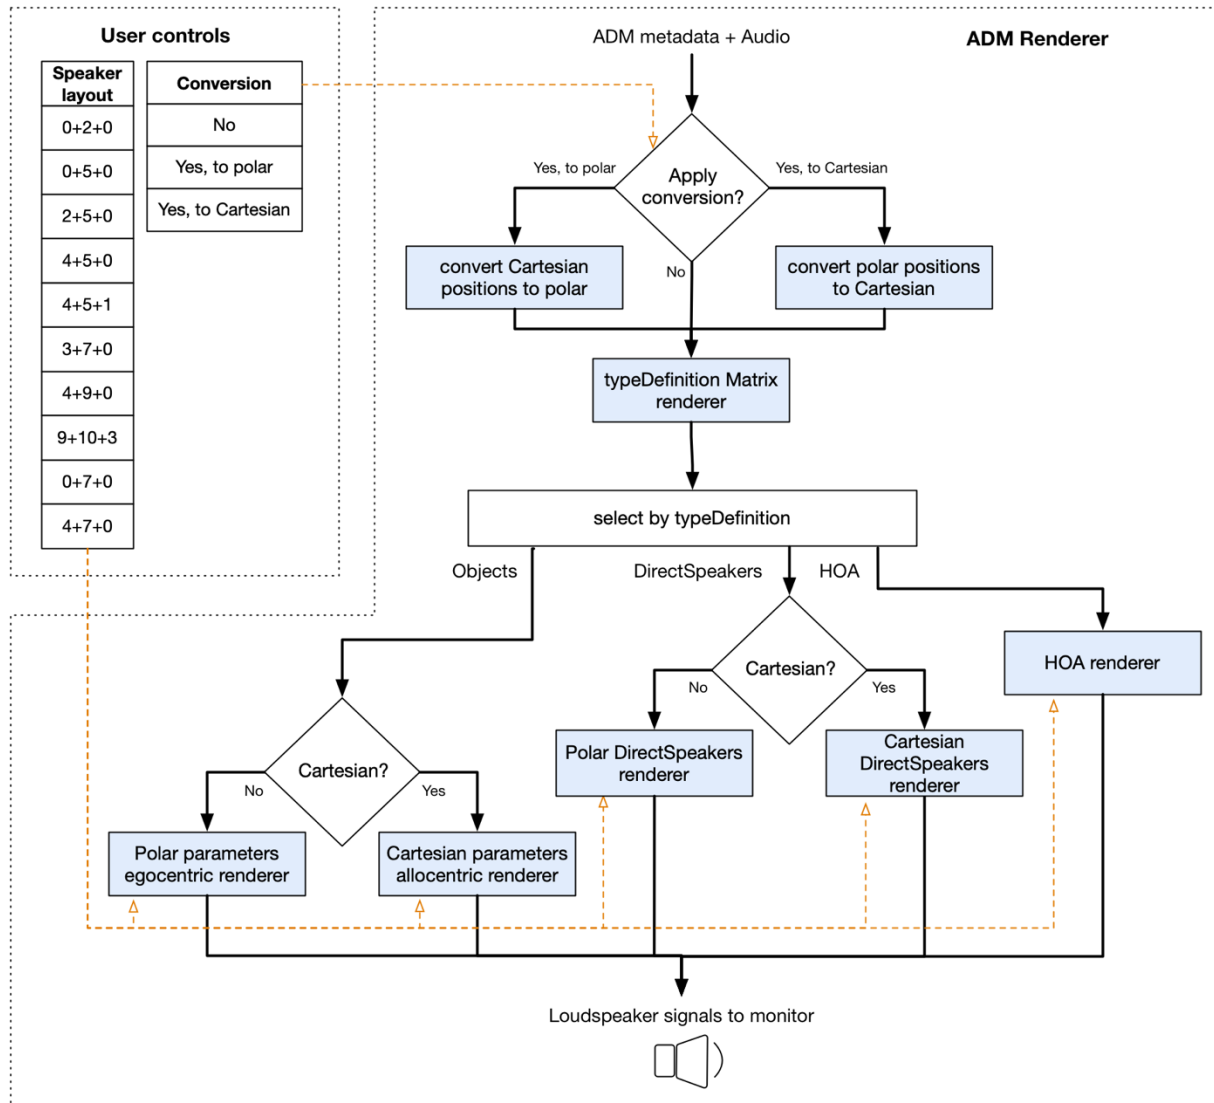 User controls
Speaker
layout
0+2+0
0+5+0
2+5+0
4+5+0
4+5+1
3+7+0
4+9+0
9+10+3
0+7+0
4+7+0
Conversion
No
Yes, to polar
Yes, to Cartesian
ADM metadata + Audio
ADM Renderer
Apply
conversion?
Yes, to polar
Yes, to Cartesian
No
convert Cartesian
positions to polar
convert polar positions
to Cartesian
typeDefinition Matrix
renderer
select by typeDefinition
Objects
DirectSpeakers
HOA
Cartesian?
No
Yes
HOA renderer
Polar DirectSpeakers
renderer
Cartesian
DirectSpeakers
renderer
Cartesian?
No
Yes
Polar parameters
egocentric renderer
Cartesian parameters
allocentric renderer
Loudspeaker signals to monitor